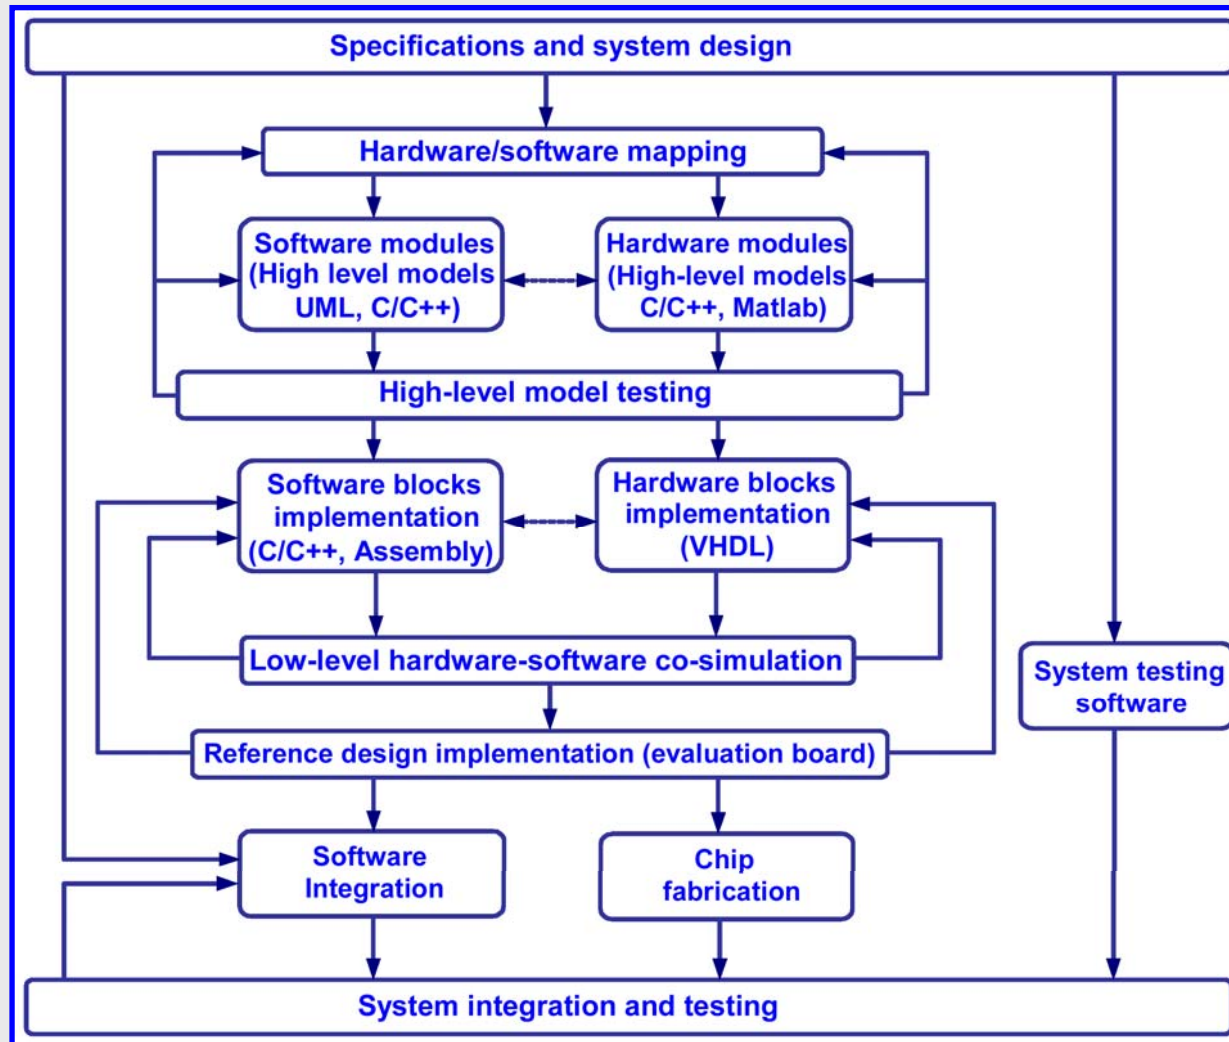 Specifications and system design
Hardware/software mapping
Software modules
(High level models
UML, C/C++)
Hardware modules
(High-level models
C/C++, Matlab)
High-level model testing
Software blocks
implementation
(C/C++, Assembly)
Hardware blocks
implementation
(VHDL)
Low-level hardware-software co-simulation
System testing
software
Reference design implementation (evaluation board)
Software
Integration
Chip
fabrication
System integration and testing